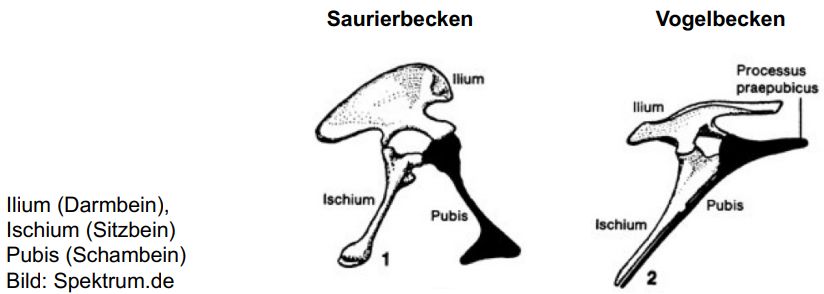 Saurierbecken
Vogelbecken
Ilium
Ischium
Pubis
1
Processus
praepubicus
Ilium
Ischium
Pubis
2
Ilium (Darmbein),
Ischium (Sitzbein)
Pubis (Schambein)
Bild: Spektrum.de